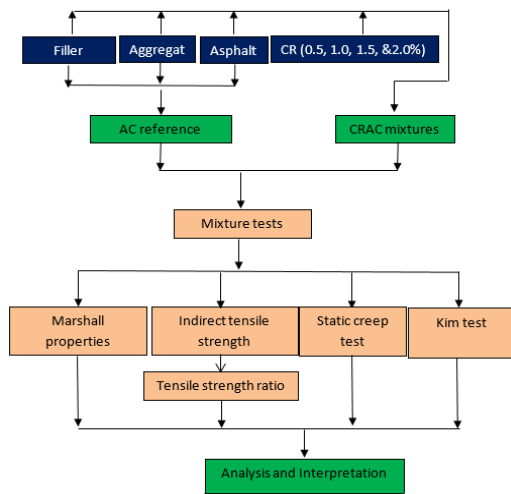 Filler
Aggregat
Asphalt
CR (0.5, 1.0, 1.5, &2.0%)
AC reference
CRAC mixtures
Mixture tests
Marshall
properties
Indirect tensile
strength
Static creep
test
Kim test
Tensile strength ratio
Analysis and Interpretation